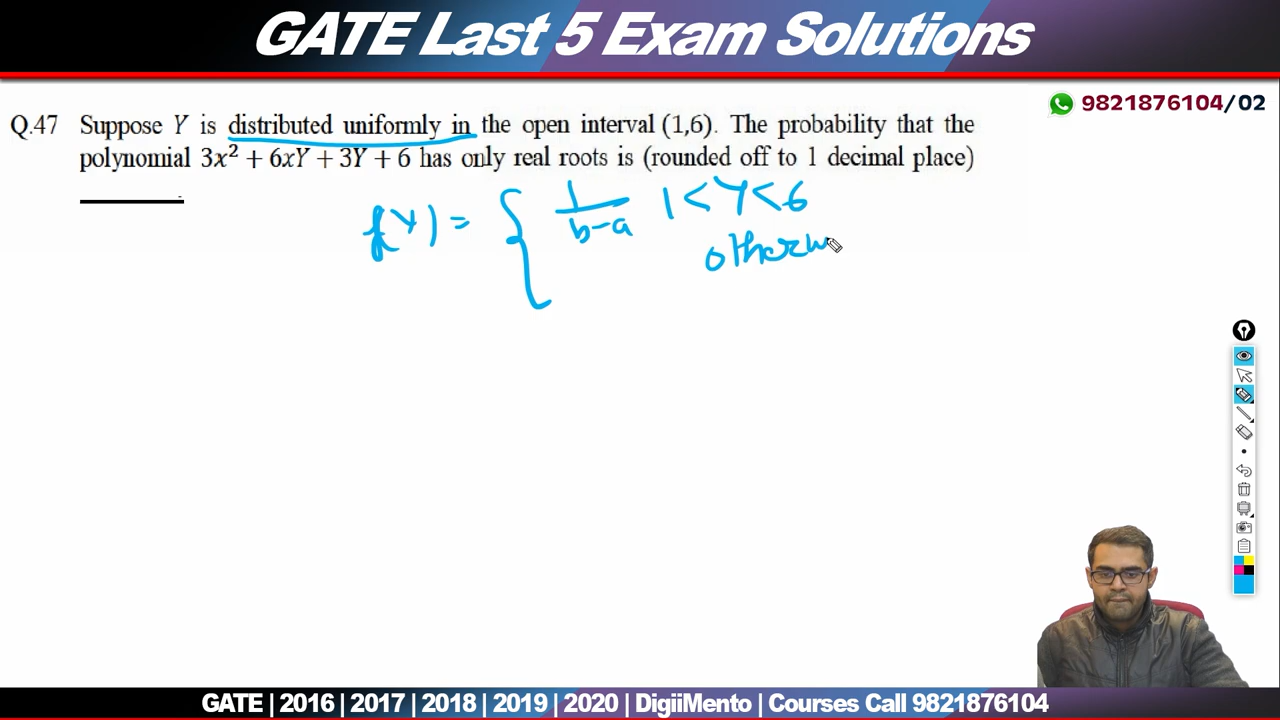 GATE Last 5 Exam Solutions
9821876104/02
Q.47 Suppose Y is distributed uniformly in the open interval (1,6). The probability that the
polynomial 3x² + 6xY + 3Y + 6 has only real roots is (rounded off to 1 decimal place)
f(Y) = { 1/b-a 1<Y<6
otherw
GATE | 2016 | 2017 | 2018 | 2019 | 2020 | DigiiMento | Courses Call 9821876104